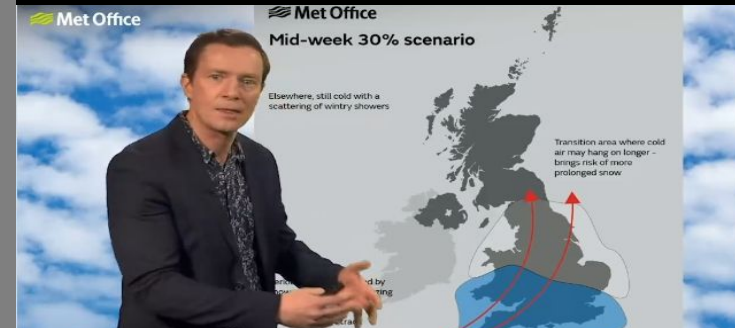 Met Office
Met Office
Mid-week 30% scenario
Elsewhere, still cold with a
scattering of wintry showers
Transition area where cold
air may hang on longer -
brings risk of more
prolonged snow